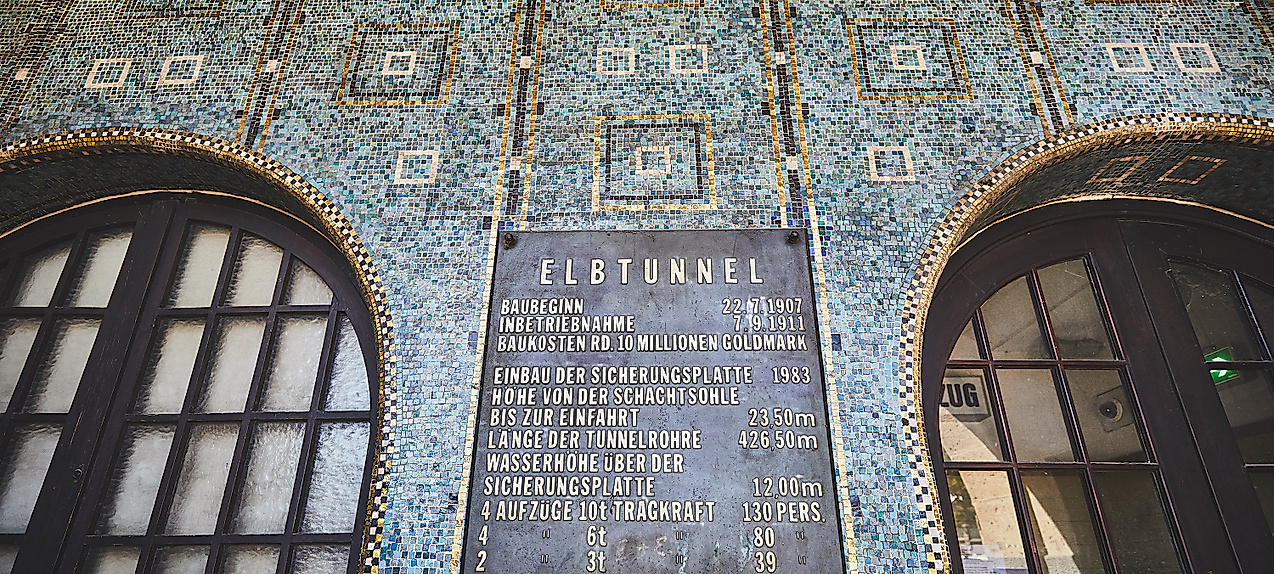 ELBTUNNEL
BAUBEGINN 22.7.1907
INBETRIEBNAHME 7.9.1911
BAUKOSTEN RD. 10 MILLIONEN GOLDMARK
EINBAU DER SICHERUNGSPLATTE 1983
HÖHE VON DER SCHACHTSOHLE
BIS ZUR EINFAHRT 23,50m
LÄNGE DER TUNNELROHRE 426,50m
WASSERHÖHE ÜBER DER
SICHERUNGSPLATTE 12,00m
4 AUFZÜGE 10t TRAGKRAFT 130 PERS.
4 " 6t " 80 "
2 " 3t " 39 "
ZUG